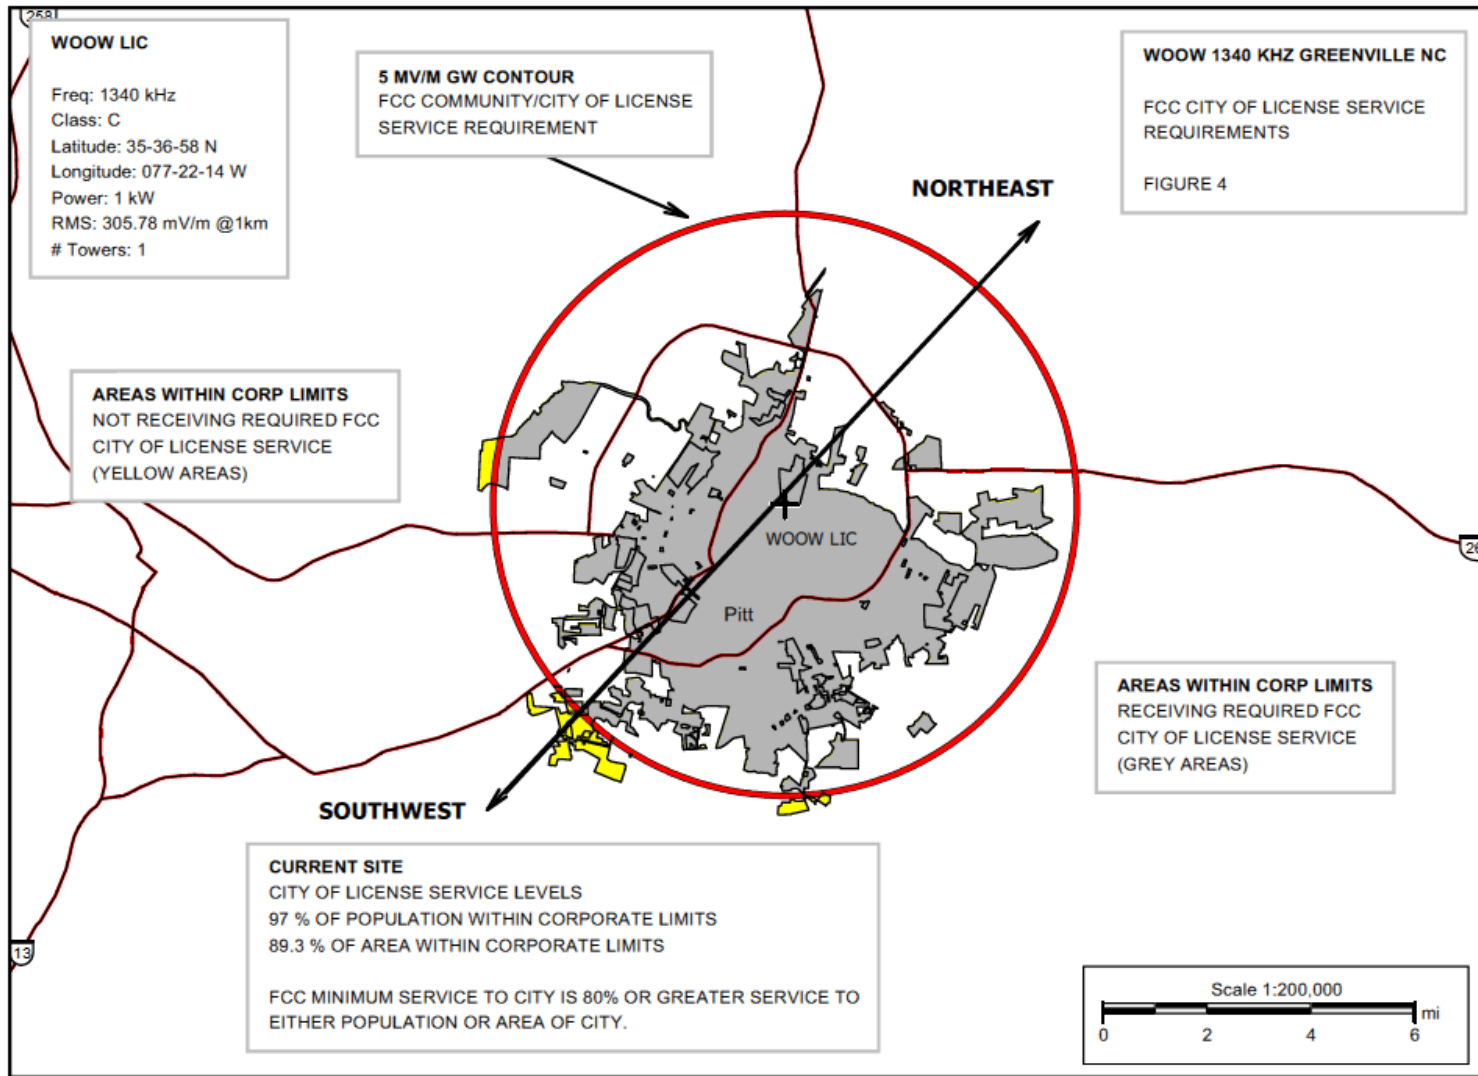 258
WOOW LIC
Freq: 1340 kHz
Class: C
Latitude: 35-36-58 N
Longitude: 077-22-14 W
Power: 1 kW
RMS: 305.78 mV/m @1km
# Towers: 1
5 MV/M GW CONTOUR
FCC COMMUNITY/CITY OF LICENSE
SERVICE REQUIREMENT
WOOW 1340 KHZ GREENVILLE NC
FCC CITY OF LICENSE SERVICE
REQUIREMENTS
FIGURE 4
NORTHEAST
AREAS WITHIN CORP LIMITS
NOT RECEIVING REQUIRED FCC
CITY OF LICENSE SERVICE
(YELLOW AREAS)
WOOW LIC
26
Pitt
AREAS WITHIN CORP LIMITS
RECEIVING REQUIRED FCC
CITY OF LICENSE SERVICE
(GREY AREAS)
SOUTHWEST
CURRENT SITE
CITY OF LICENSE SERVICE LEVELS
97 % OF POPULATION WITHIN CORPORATE LIMITS
89.3 % OF AREA WITHIN CORPORATE LIMITS
FCC MINIMUM SERVICE TO CITY IS 80% OR GREATER SERVICE TO
EITHER POPULATION OR AREA OF CITY.
13
Scale 1:200,000
mi
0 2 4 6